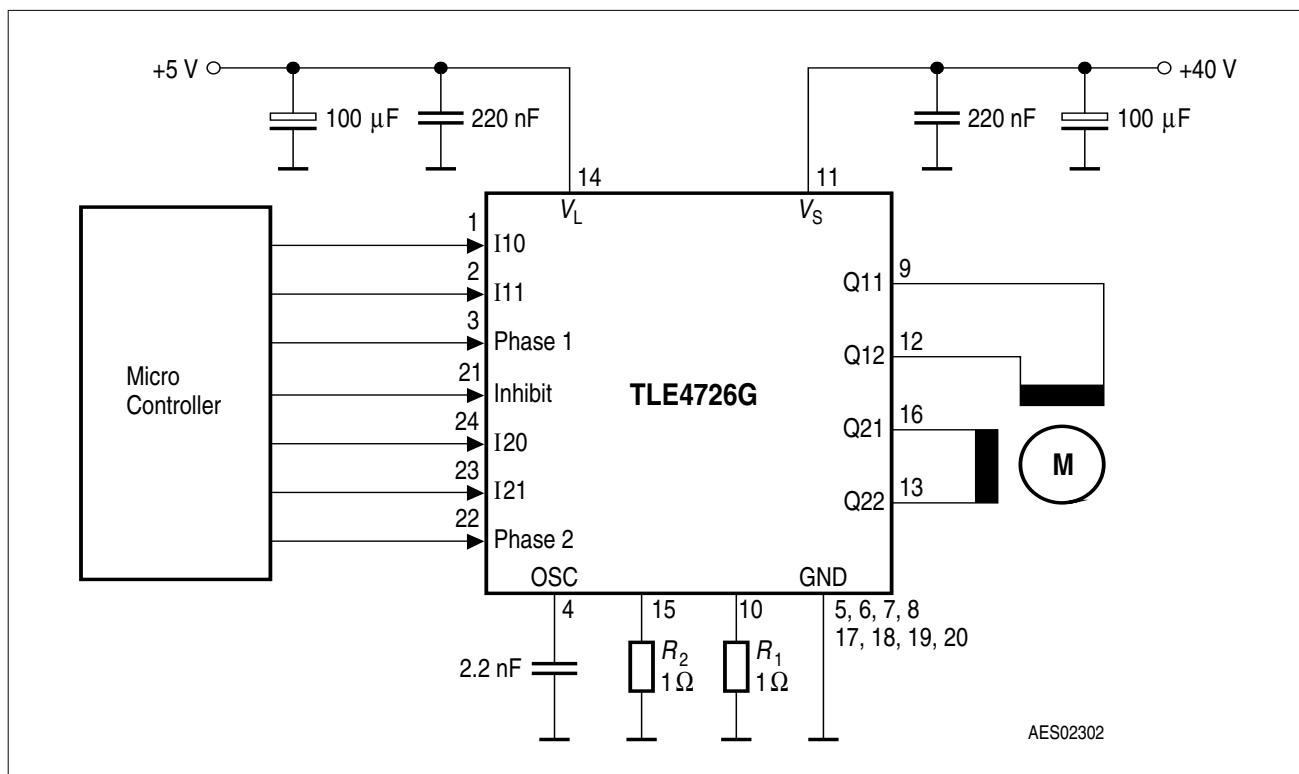 +5 V
+40 V
100 μF
220 nF
220 nF
100 μF
14
11
V_L
V_S
Micro
Controller
1
I10
2
I11
3
Phase 1
21
Inhibit
24
I20
23
I21
22
Phase 2
TLE4726G
Q11
9
Q12
12
Q21
16
Q22
13
M
OSC
GND
4
15
10
5, 6, 7, 8
17, 18, 19, 20
2.2 nF
R_2
1 Ω
R_1
1 Ω
AES02302